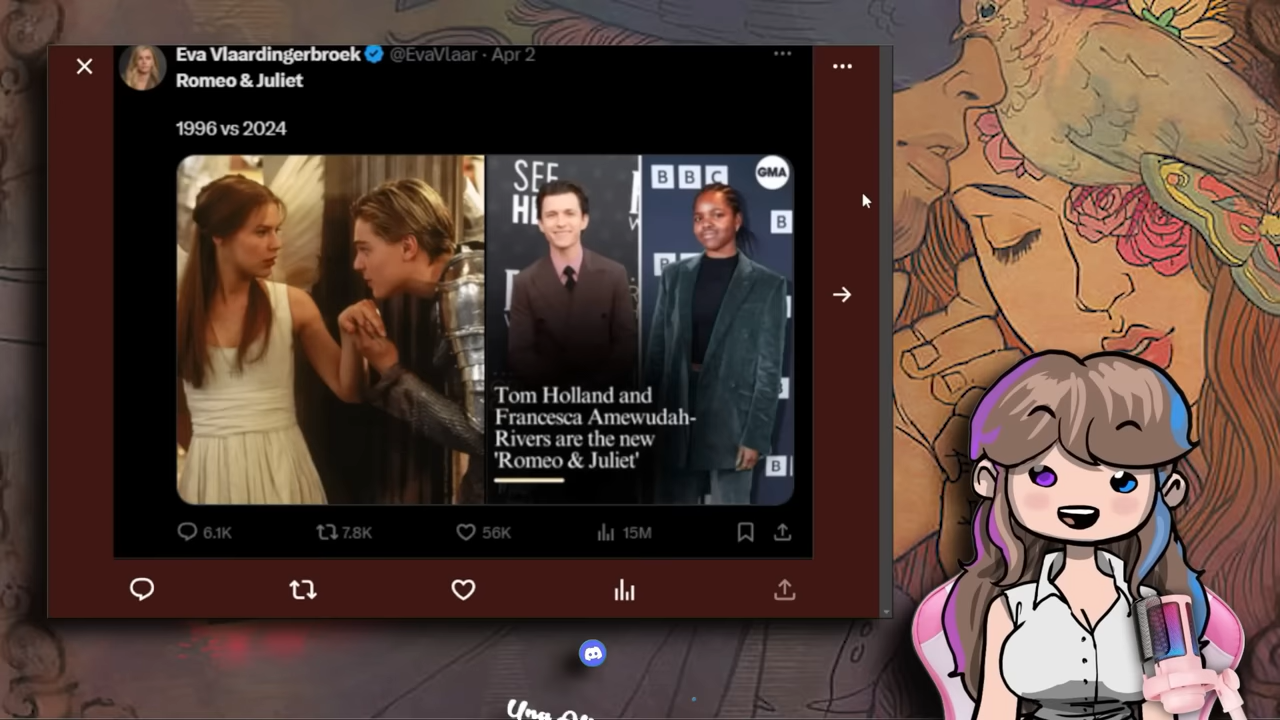 Eva Vlaardingerbroek @EvaVlaar · Apr 2
Romeo & Juliet
1996 vs 2024
SEE
BBC
GMA
B
B
B
Tom Holland and
Francesca Amewudah-
Rivers are the new
'Romeo & Juliet'
6.1K 7.8K 56K 15M